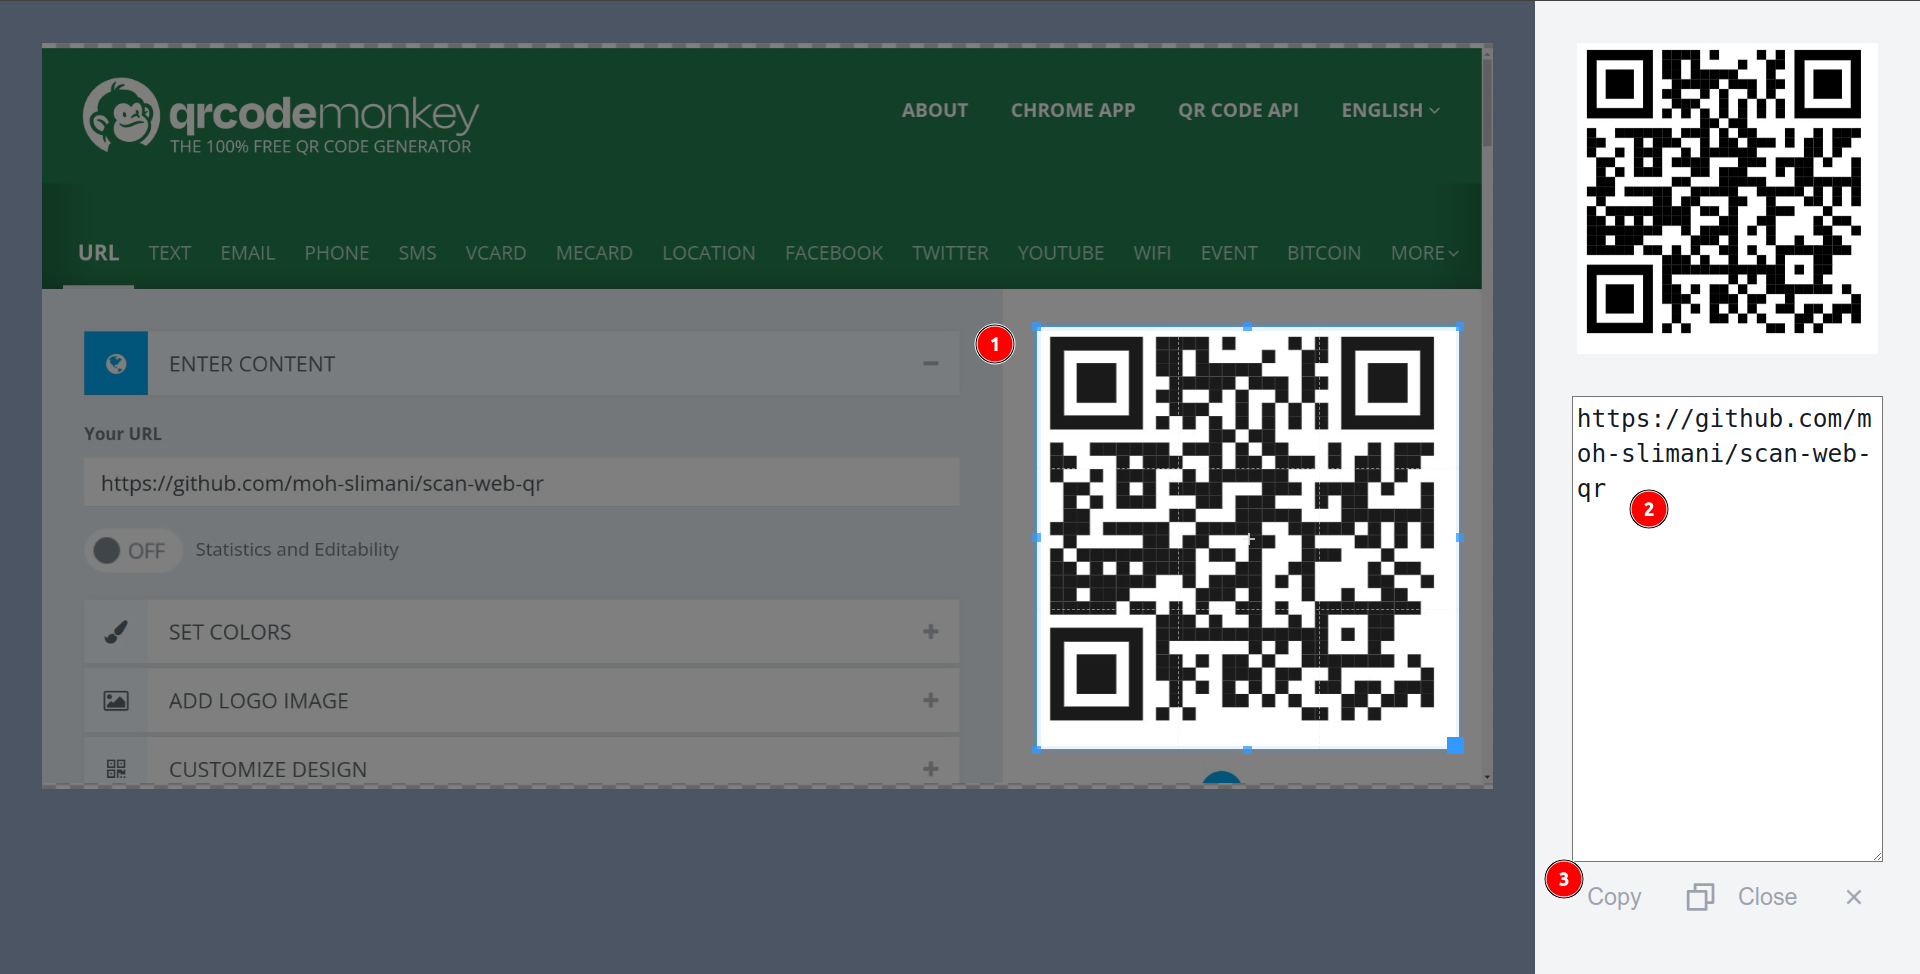 qrcodemonkey
THE 100% FREE QR CODE GENERATOR
ABOUT CHROME APP QR CODE API ENGLISH
URL TEXT EMAIL PHONE SMS VCARD MECARD LOCATION FACEBOOK TWITTER YOUTUBE WIFI EVENT BITCOIN MORE
1
ENTER CONTENT
Your URL
https://github.com/moh-slimani/scan-web-qr
OFF Statistics and Editability
SET COLORS
ADD LOGO IMAGE
CUSTOMIZE DESIGN
https://github.com/m
oh-slimani/scan-web-
qr
2
3
Copy Close